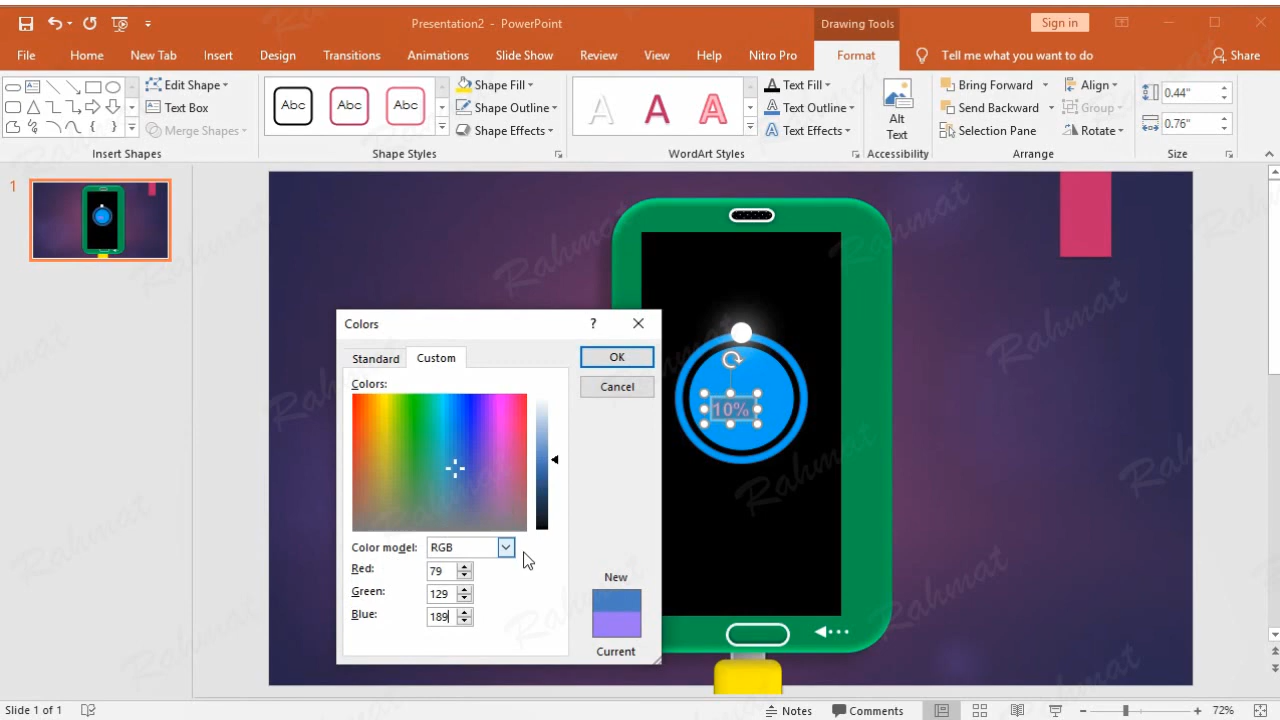 Presentation2 - PowerPoint
Drawing Tools
Sign in
File Home New Tab Insert Design Transitions Animations Slide Show Review View Help Nitro Pro Format Tell me what you want to do Share
Edit Shape
Text Box
Merge Shapes
Insert Shapes
Abc Abc Abc
Shape Fill
Shape Outline
Shape Effects
Shape Styles
A A A
Text Fill
Text Outline
Text Effects
WordArt Styles
Alt
Text
Accessibility
Bring Forward
Send Backward
Selection Pane
Align
Group
Rotate
Arrange
0.44"
0.76"
Size
1
Colors
?
Standard
Custom
OK
Cancel
Colors:
Color model: RGB
Red: 79
Green: 129
Blue: 189
New
Current
10%
Rahmat
Slide 1 of 1
Notes
Comments
72%